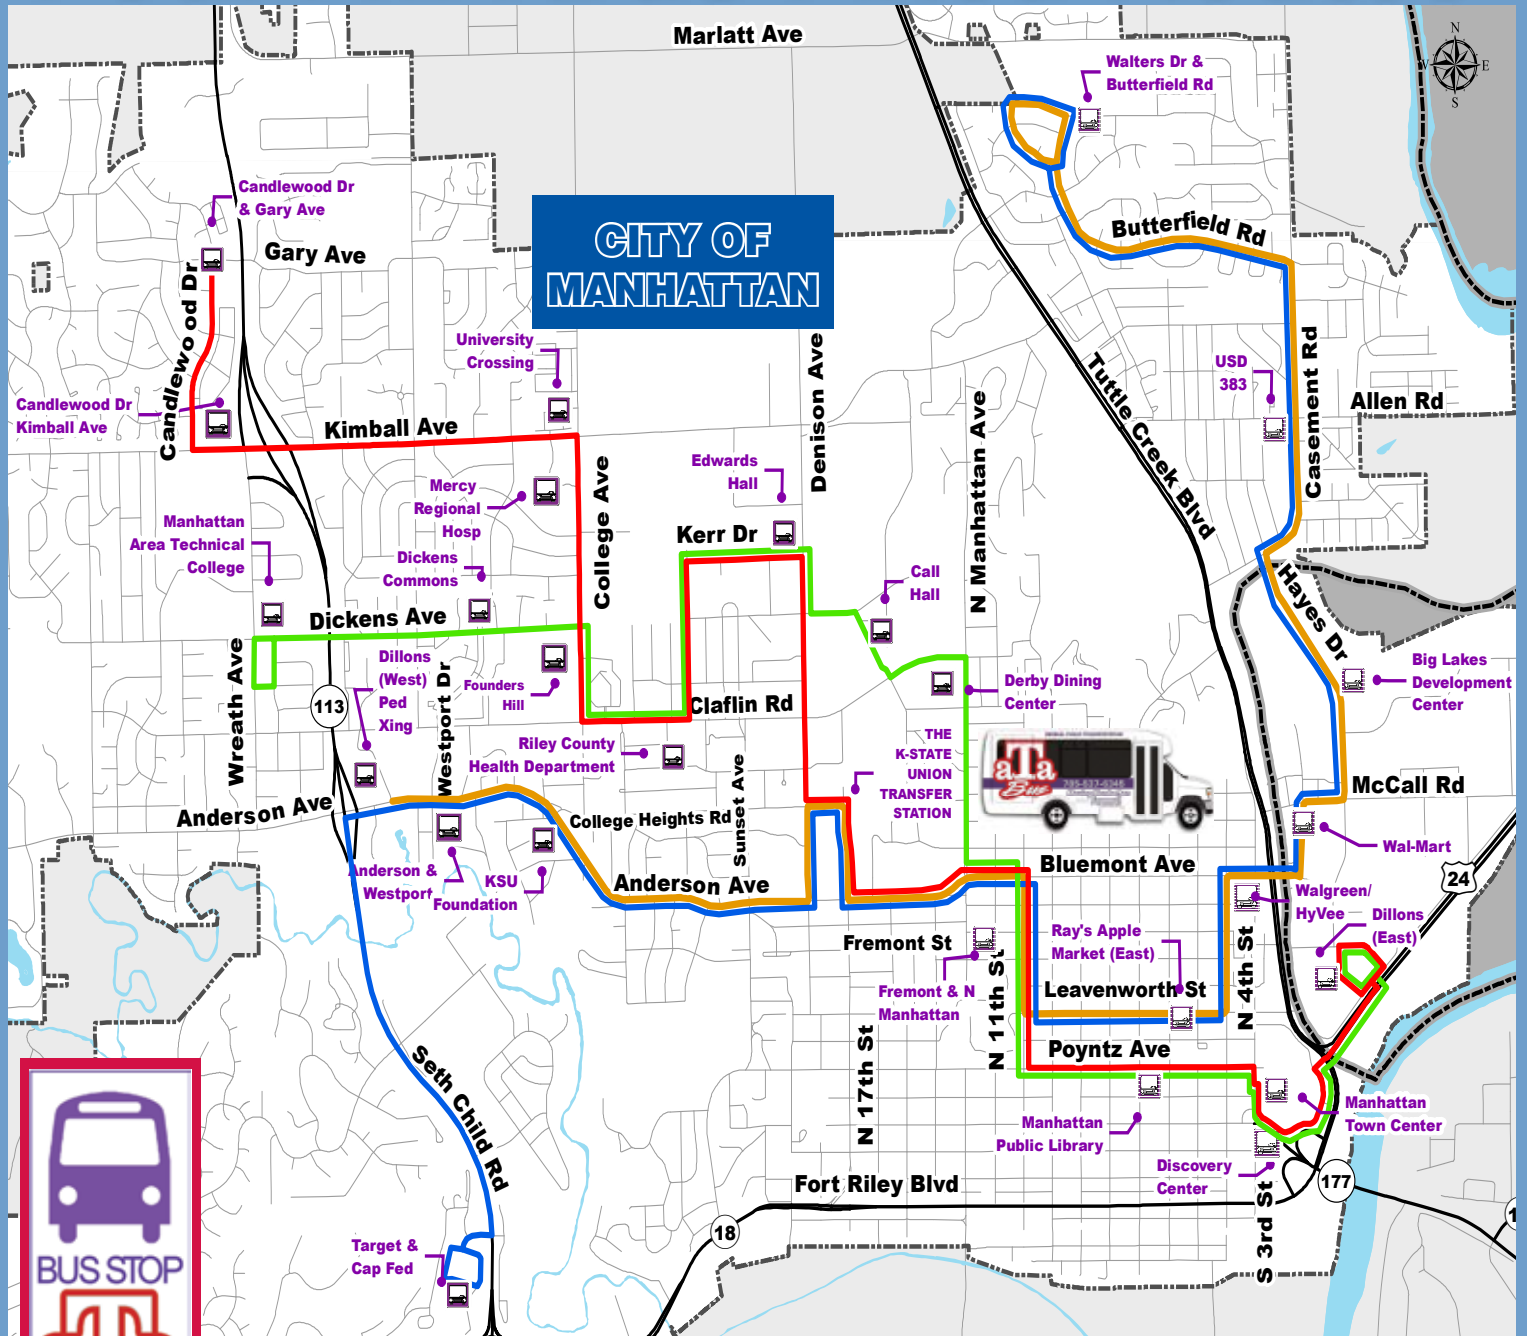 Marlatt Ave
N
W
E
S
Walters Dr &
Butterfield Rd
Candlewood Dr
& Gary Ave
Gary Ave
CITY OF
MANHATTAN
Butterfield Rd
Candlewood Dr
University
Crossing
Denison Ave
Tuttle Creek Blvd
USD
383
Casement Rd
Allen Rd
Candlewood Dr
Kimball Ave
Kimball Ave
N Manhattan Ave
Edwards
Hall
College Ave
Mercy
Regional
Hosp
Manhattan
Area Technical
College
Kerr Dr
Dickens
Commons
Call
Hall
Hayes Dr
Dickens Ave
Wreath Ave
Dillons
(West)
Ped
Xing
Westport Dr
Founders
Hill
113
Claflin Rd
Derby Dining
Center
Big Lakes
Development
Center
Riley County
Health Department
Sunset Ave
THE
K-STATE
UNION
TRANSFER
STATION
aTa
Bus
McCall Rd
Anderson Ave
College Heights Rd
Wal-Mart
Anderson &
Westport
KSU
Foundation
Anderson Ave
Bluemont Ave
24
Walgreen/
HyVee
Dillons
(East)
Fremont St
Ray's Apple
Market (East)
N 4th St
N 11th St
Fremont & N
Manhattan
Leavenworth St
N 17th St
Poyntz Ave
Seth Child Rd
Manhattan
Public Library
Manhattan
Town Center
Discovery
Center
177
Fort Riley Blvd
S 3rd St
18
Target &
Cap Fed
BUS STOP